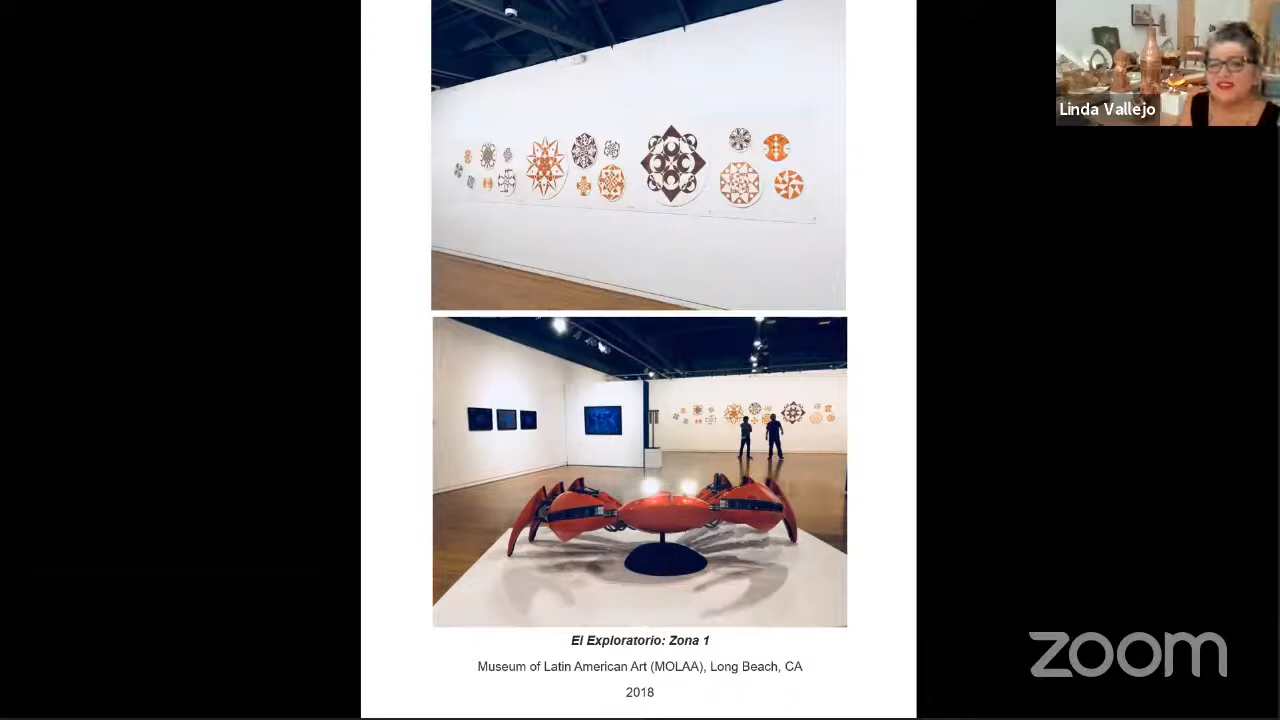 Linda Vallejo
El Exploratorio: Zona 1
Museum of Latin American Art (MOLAA), Long Beach, CA
2018
zoom